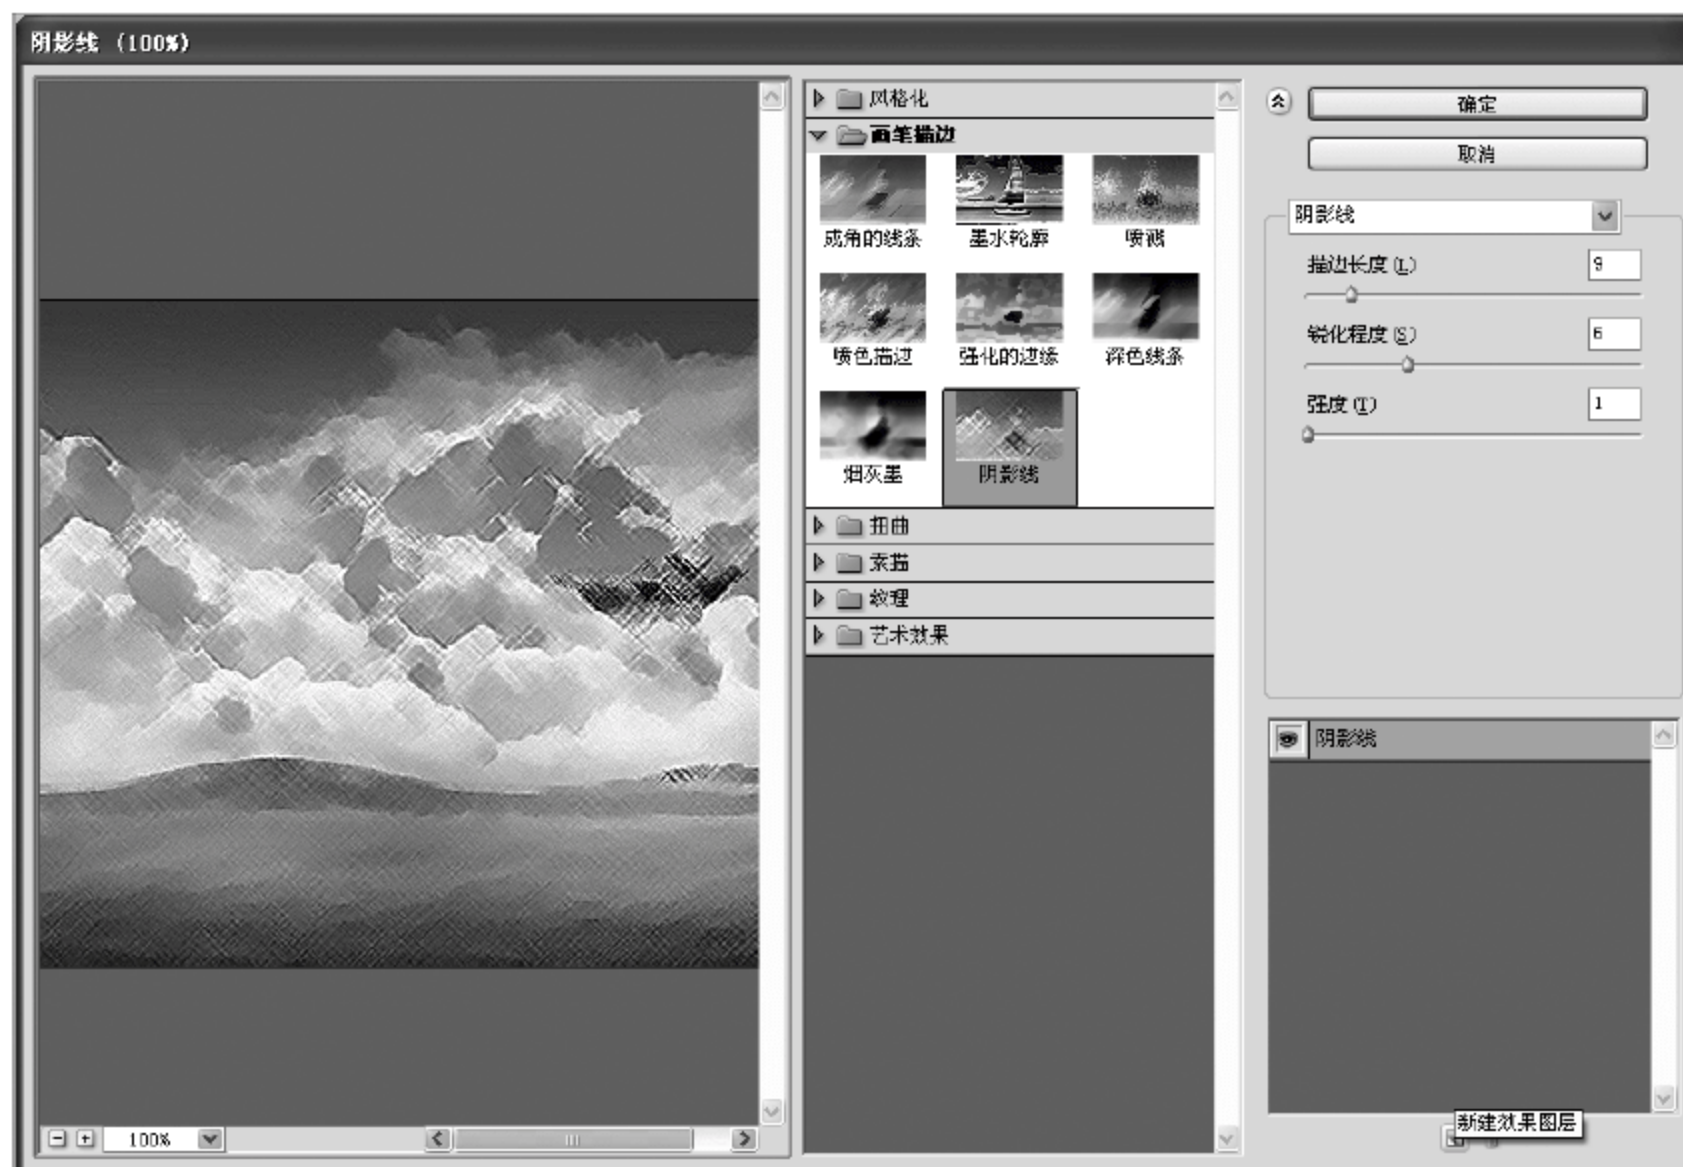 阴影线 (100%)
风格化
画笔描边
成角的线条
墨水轮廓
喷溅
喷色描边
强化的边缘
深色线条
烟灰墨
阴影线
扭曲
素描
纹理
艺术效果
100%
确定
取消
阴影线
描边长度(L)
9
锐化程度(S)
6
强度(T)
1
阴影线
新建效果图层